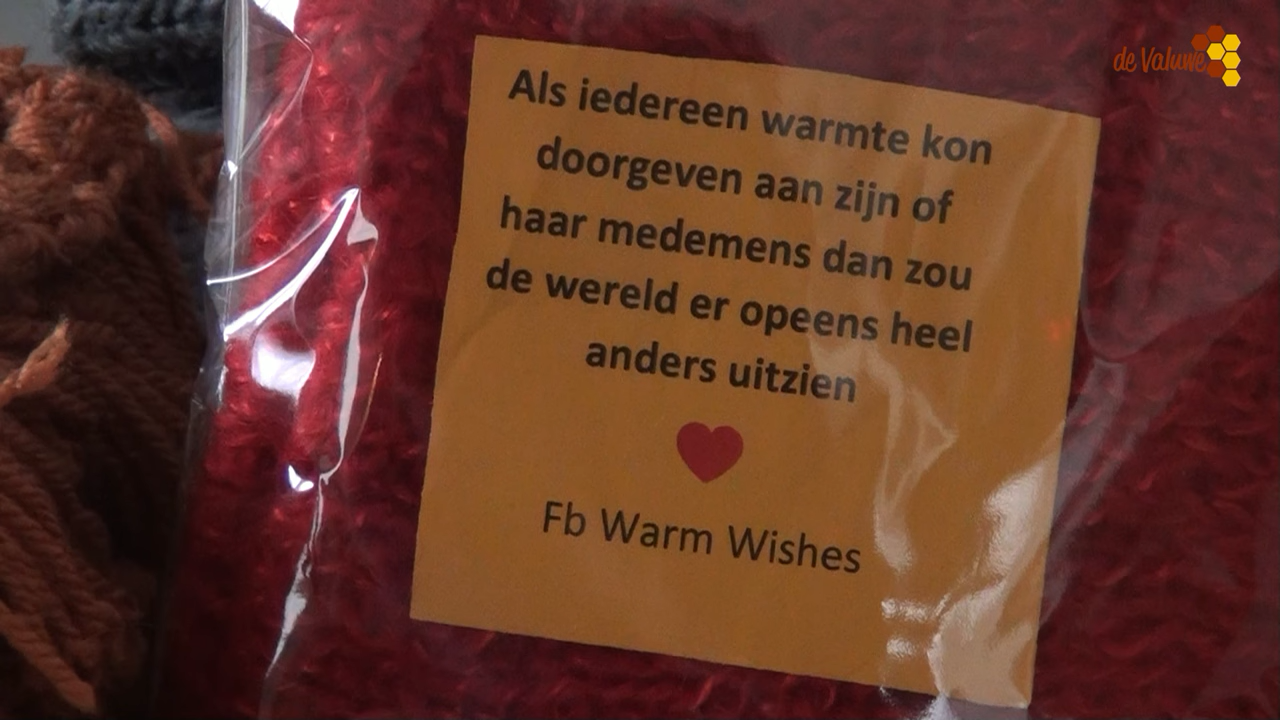 de Valuwe
Als iedereen warmte kon
doorgeven aan zijn of
haar medemens dan zou
de wereld er opeens heel
anders uitzien
Fb Warm Wishes